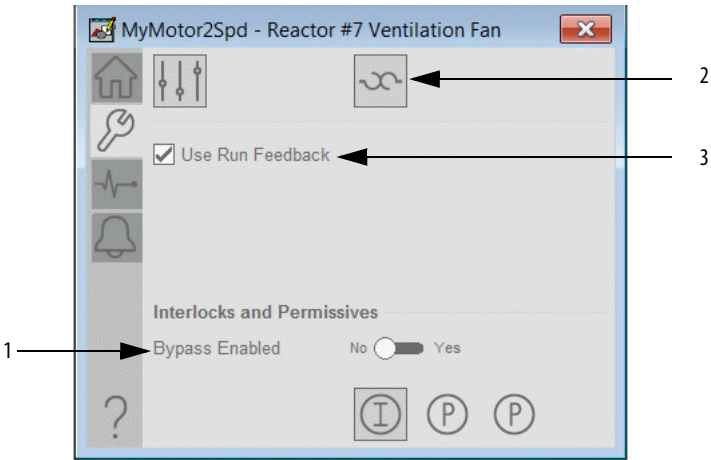 MyMotor2Spd - Reactor #7 Ventilation Fan
2
Use Run Feedback
3
Interlocks and Permissives
1
Bypass Enabled No Yes
?
I P P